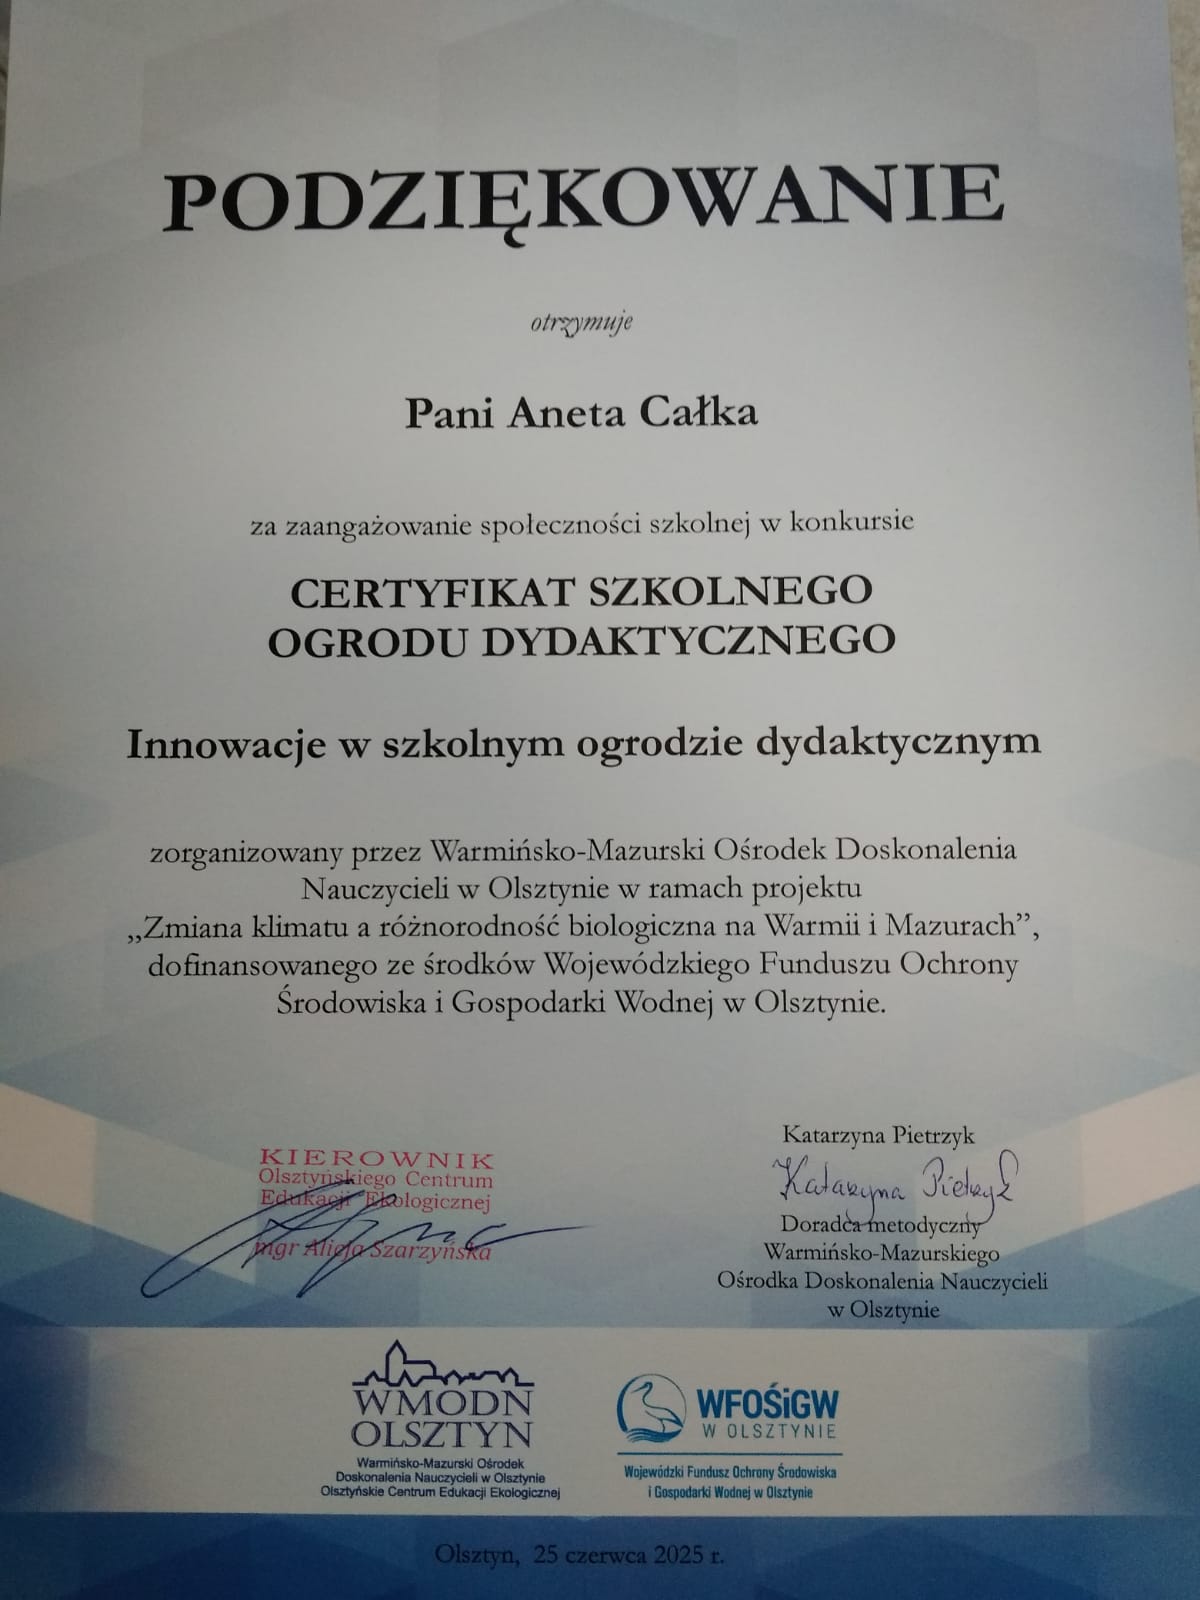 PODZIĘKOWANIE
otrzymuje
Pani Aneta Całka
za zaangażowanie społeczności szkolnej w konkursie
CERTYFIKAT SZKOLNEGO
OGRODU DYDAKTYCZNEGO
Innowacje w szkolnym ogrodzie dydaktycznym
zorganizowany przez Warmińsko-Mazurski Ośrodek Doskonalenia
Nauczycieli w Olsztynie w ramach projektu
„Zmiana klimatu a różnorodność biologiczna na Warmii i Mazurach”,
dofinansowanego ze środków Wojewódzkiego Funduszu Ochrony
Środowiska i Gospodarki Wodnej w Olsztynie.
KIEROWNIK
Olsztyńskiego Centrum
Edukacji Ekologicznej
mgr Alicja Szarzyńska
Katarzyna Pietrzyk
Katarzyna Pietrzyk
Doradca metodyczny
Warmińsko-Mazurskiego
Ośrodka Doskonalenia Nauczycieli
w Olsztynie
WMODN
OLSZTYN
Warmińsko-Mazurski Ośrodek
Doskonalenia Nauczycieli w Olsztynie
Olsztyńskie Centrum Edukacji Ekologicznej
WFOŚiGW
W OLSZTYNIE
Wojewódzki Fundusz Ochrony Środowiska
i Gospodarki Wodnej w Olsztynie
Olsztyn, 25 czerwca 2025 r.